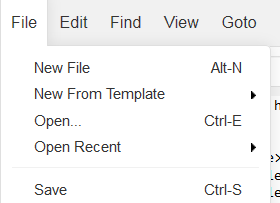 File Edit Find View Goto
New File Alt-N
New From Template
Open... Ctrl-E
Open Recent
Save Ctrl-S